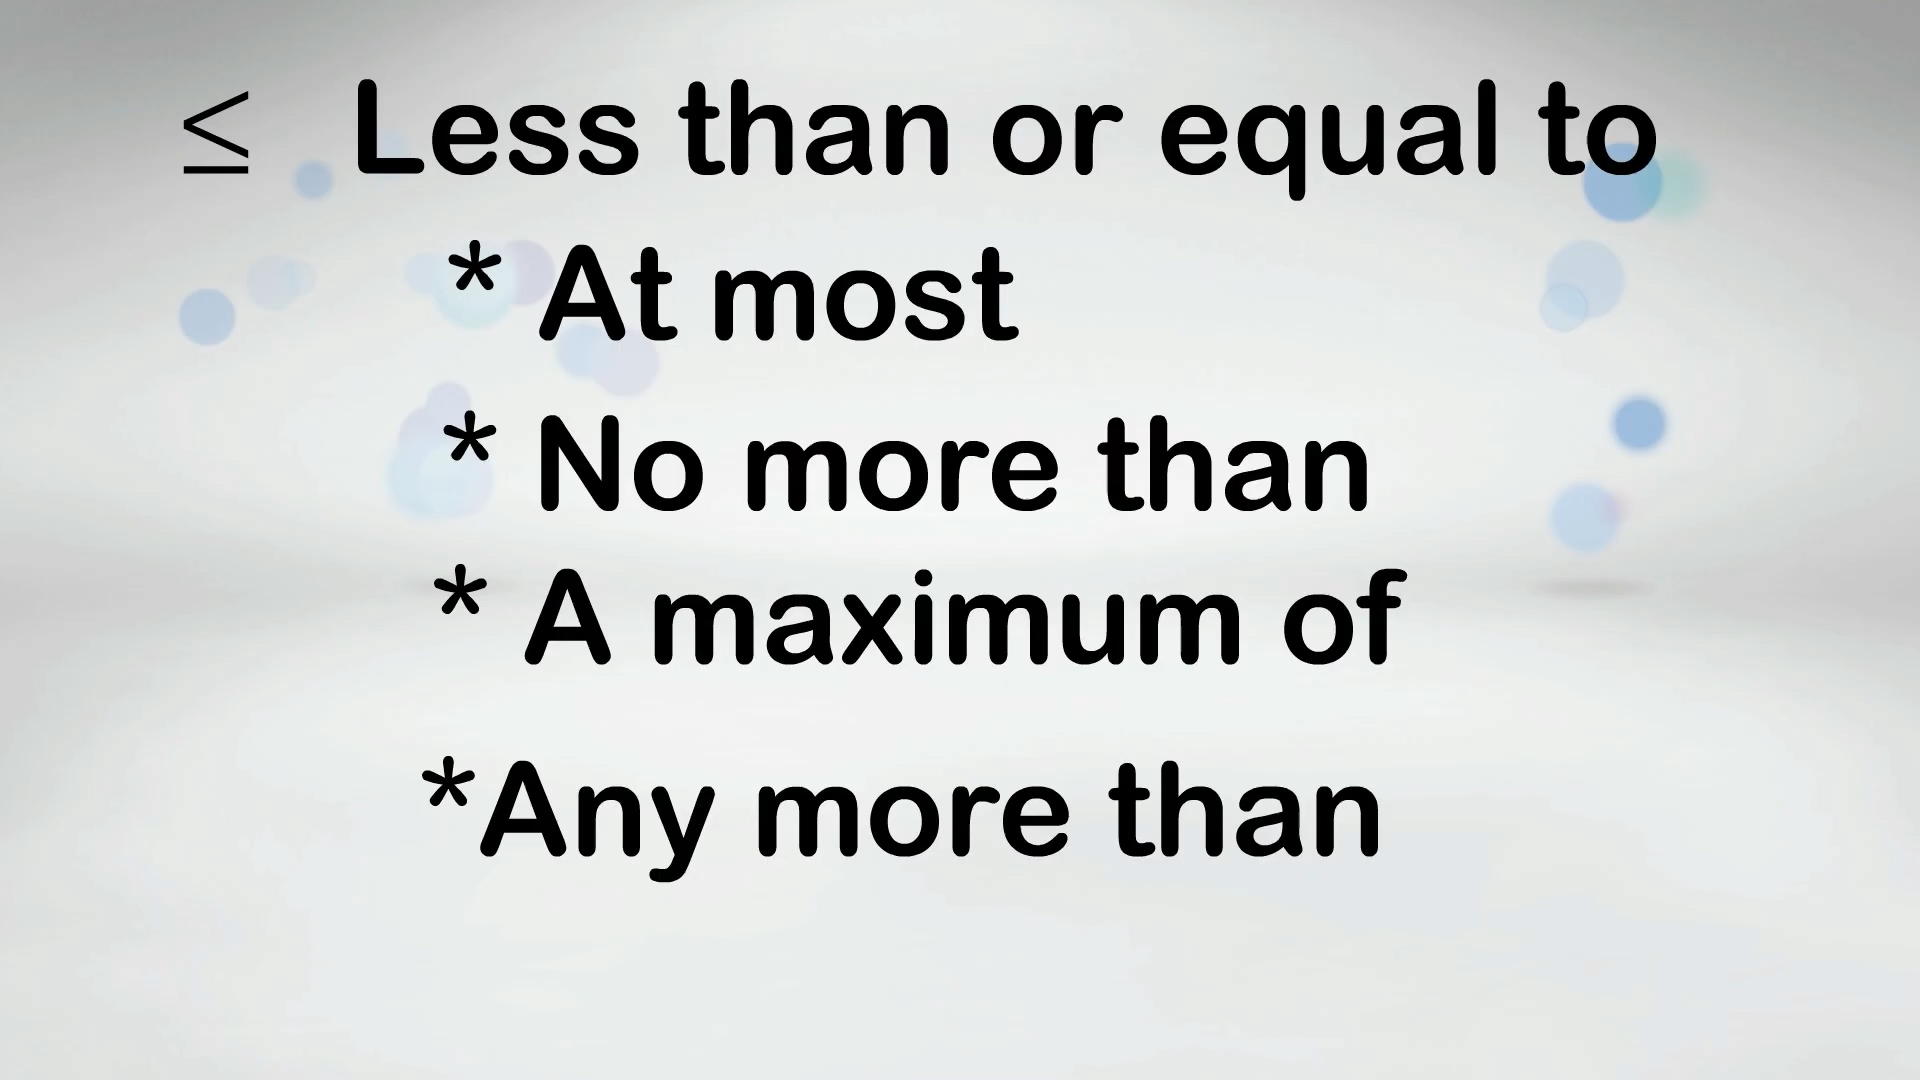 ≤ Less than or equal to
* At most
* No more than
* A maximum of
*Any more than